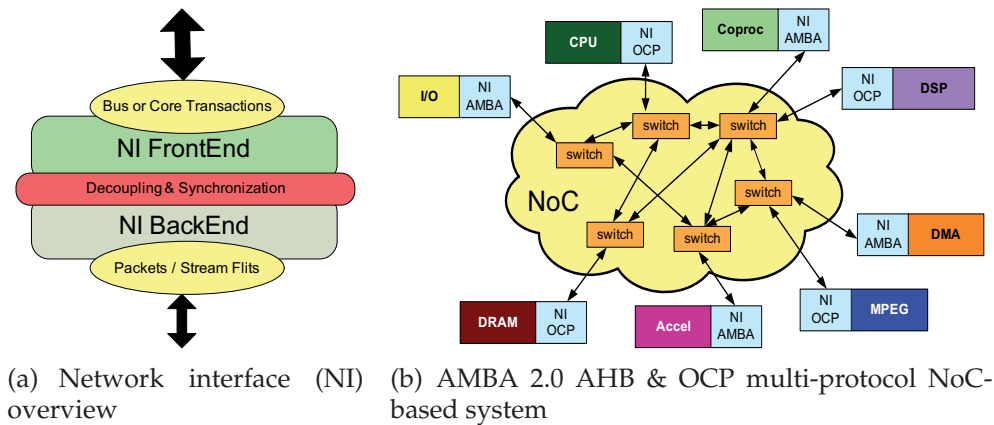 Bus or Core Transactions
NI FrontEnd
Decoupling & Synchronization
NI BackEnd
Packets / Stream Flits
CPU
NI
OCP
Coproc
NI
AMBA
I/O
NI
AMBA
NI
OCP
DSP
switch
switch
switch
switch
switch
switch
NoC
NI
AMBA
DMA
DRAM
NI
OCP
Accel
NI
AMBA
NI
OCP
MPEG
(a) Network interface (NI)
overview
(b) AMBA 2.0 AHB & OCP multi-protocol NoC-
based system